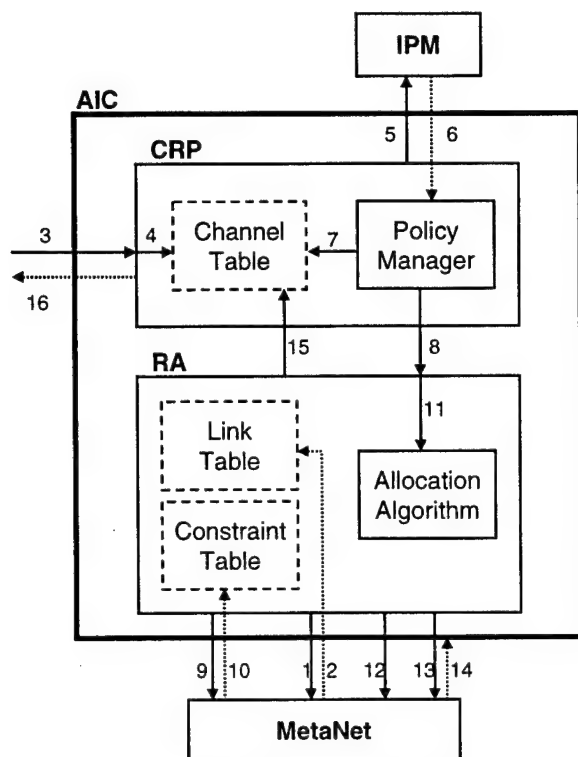 IPM
AIC
5
6
CRP
3
4
Channel
Table
7
Policy
Manager
16
15
8
RA
11
Link
Table
Allocation
Algorithm
Constraint
Table
9
10
1
2
12
13
14
MetaNet